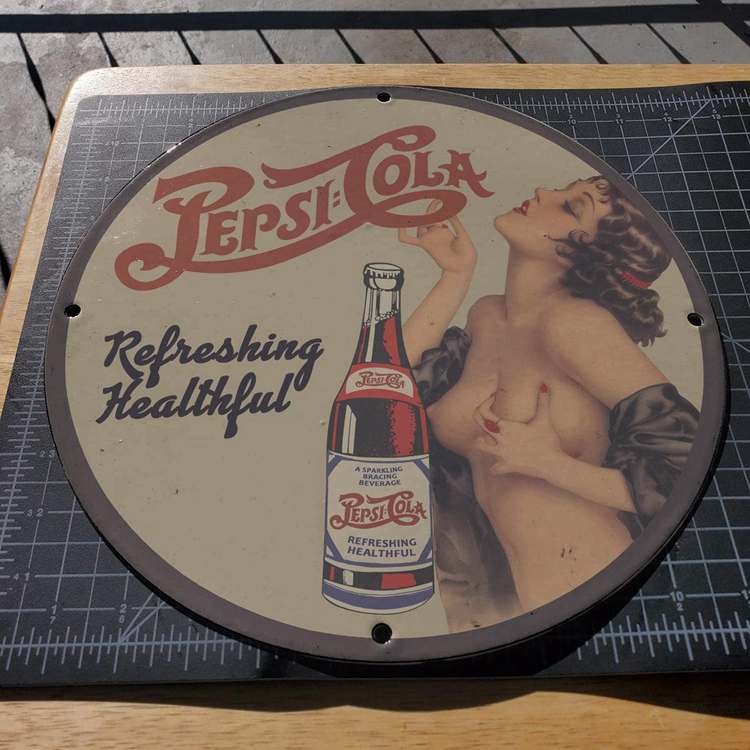 PEPSI:COLA
Refreshing
Healthful
PEPSI:COLA
A SPARKLING
BRACING
BEVERAGE
PEPSI:COLA
REFRESHING
HEALTHFUL